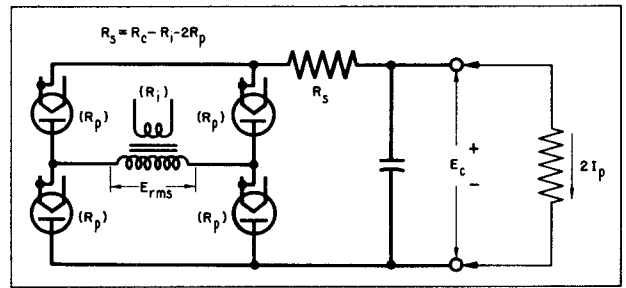 R_s = R_c − R_i − 2R_p
(R_p)
(R_i)
(R_p)
R_s
E_rms
(R_p)
(R_p)
+
E_c
−
2I_p